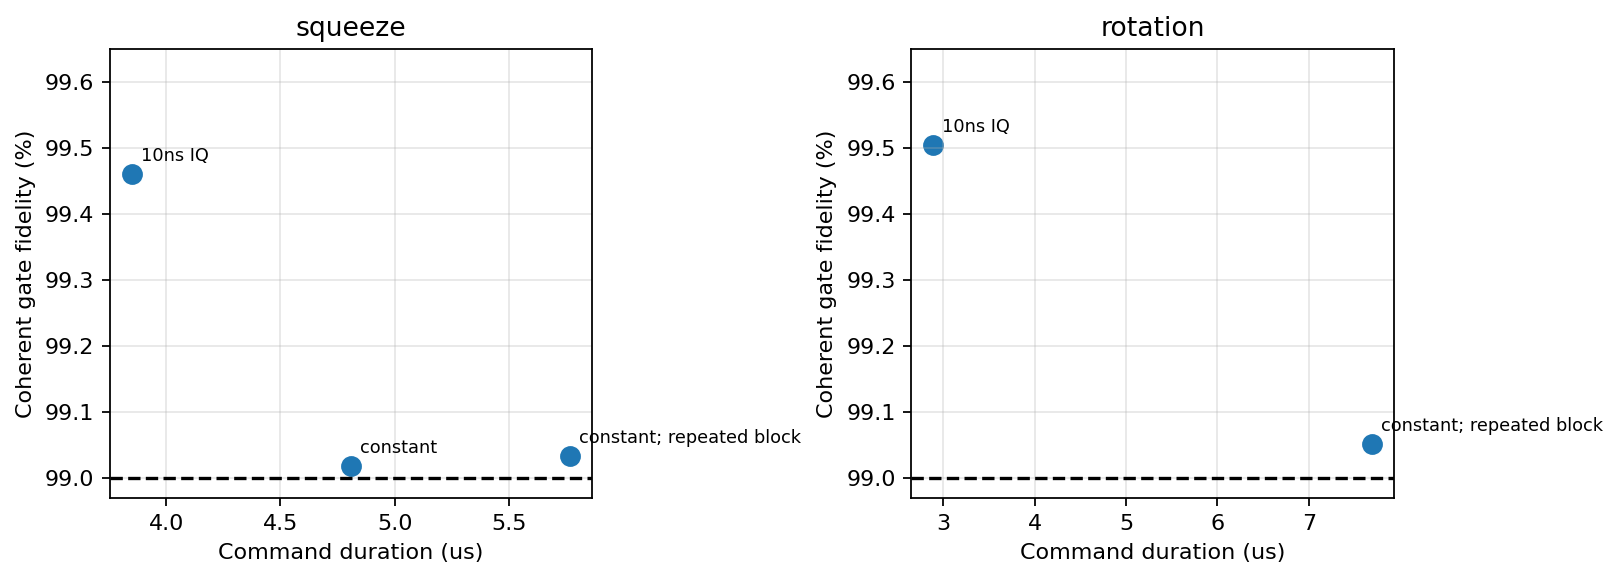 squeeze
Coherent gate fidelity (%)
99.6
99.5
99.4
99.3
99.2
99.1
99.0
10ns IQ
constant
constant; repeated block
4.0 4.5 5.0 5.5
Command duration (us)
rotation
Coherent gate fidelity (%)
99.6
99.5
99.4
99.3
99.2
99.1
99.0
10ns IQ
constant; repeated block
3 4 5 6 7
Command duration (us)